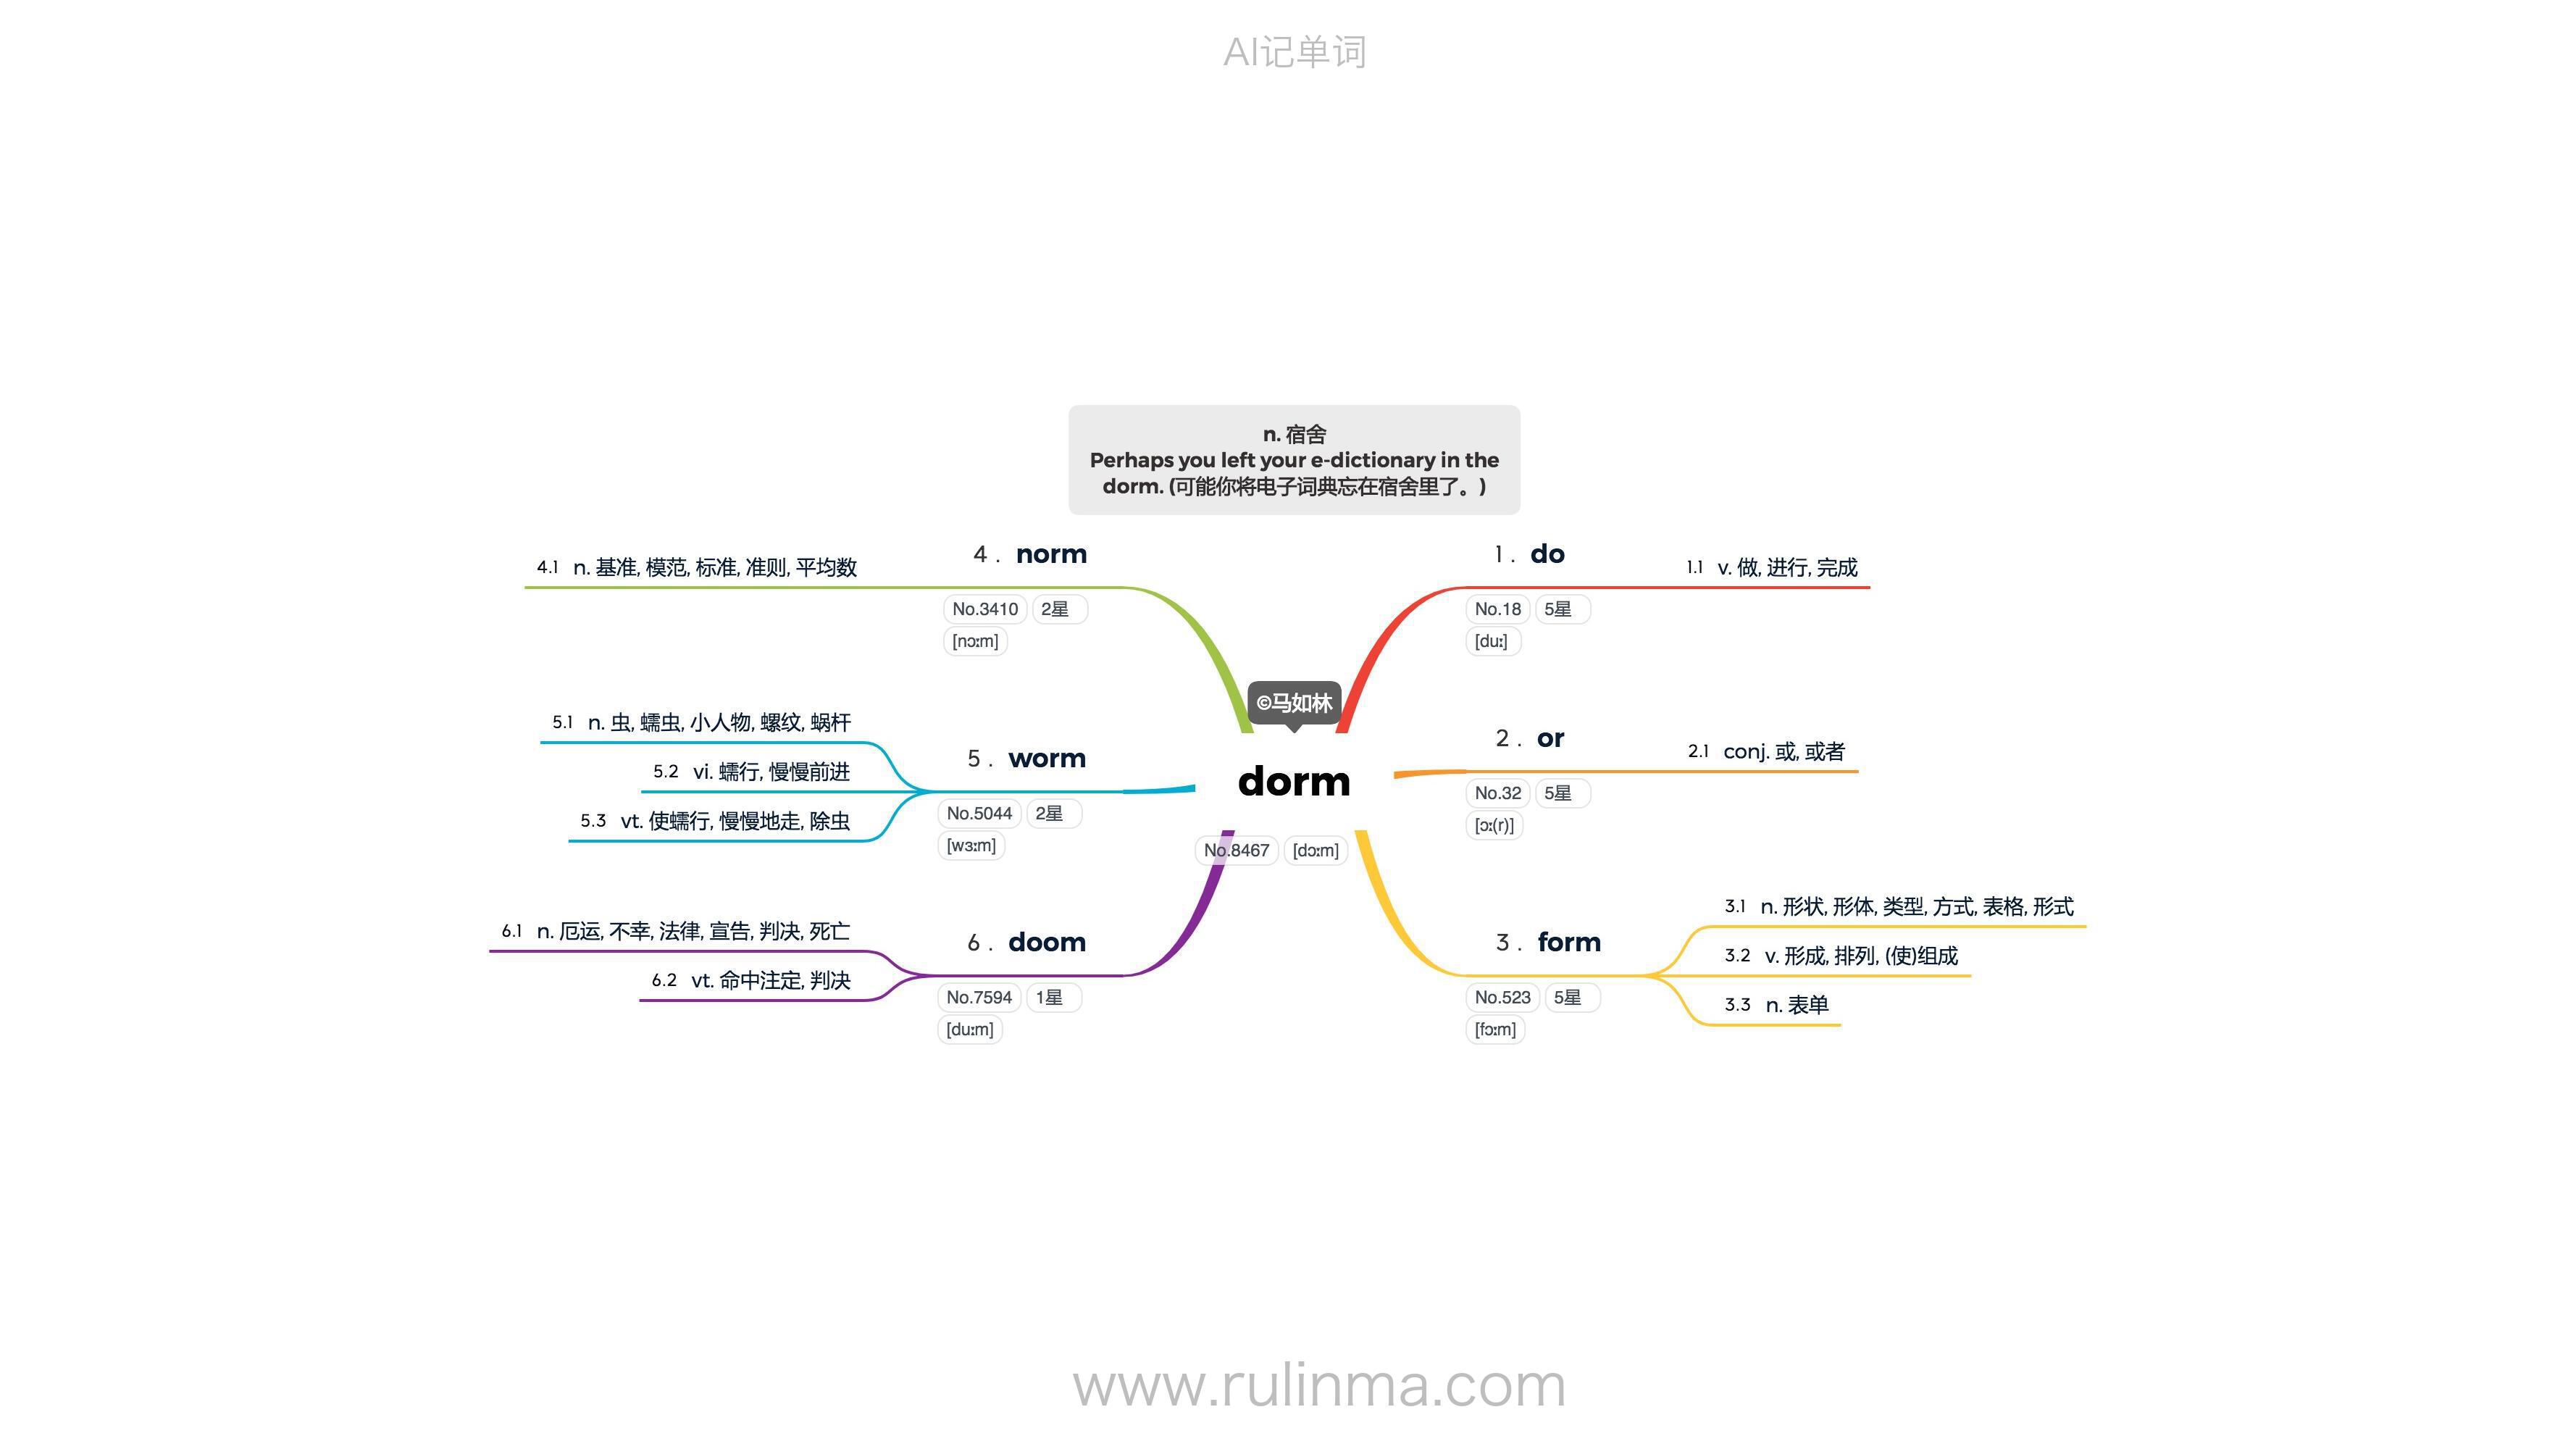 AI记单词
n. 宿舍
Perhaps you left your e-dictionary in the
dorm. (可能你将电子词典忘在宿舍里了。)
©马如林
dorm
No.8467 [dɔːm]
1 . do
No.18 5星
[duː]
1.1 v. 做, 进行, 完成
2 . or
No.32 5星
[ɔː(r)]
2.1 conj. 或, 或者
3 . form
No.523 5星
[fɔːm]
3.1 n. 形状, 形体, 类型, 方式, 表格, 形式
3.2 v. 形成, 排列, (使)组成
3.3 n. 表单
4 . norm
No.3410 2星
[nɔːm]
4.1 n. 基准, 模范, 标准, 准则, 平均数
5 . worm
No.5044 2星
[wɜːm]
5.1 n. 虫, 蠕虫, 小人物, 螺纹, 蜗杆
5.2 vi. 蠕行, 慢慢前进
5.3 vt. 使蠕行, 慢慢地走, 除虫
6 . doom
No.7594 1星
[duːm]
6.1 n. 厄运, 不幸, 法律, 宣告, 判决, 死亡
6.2 vt. 命中注定, 判决
www.rulinma.com